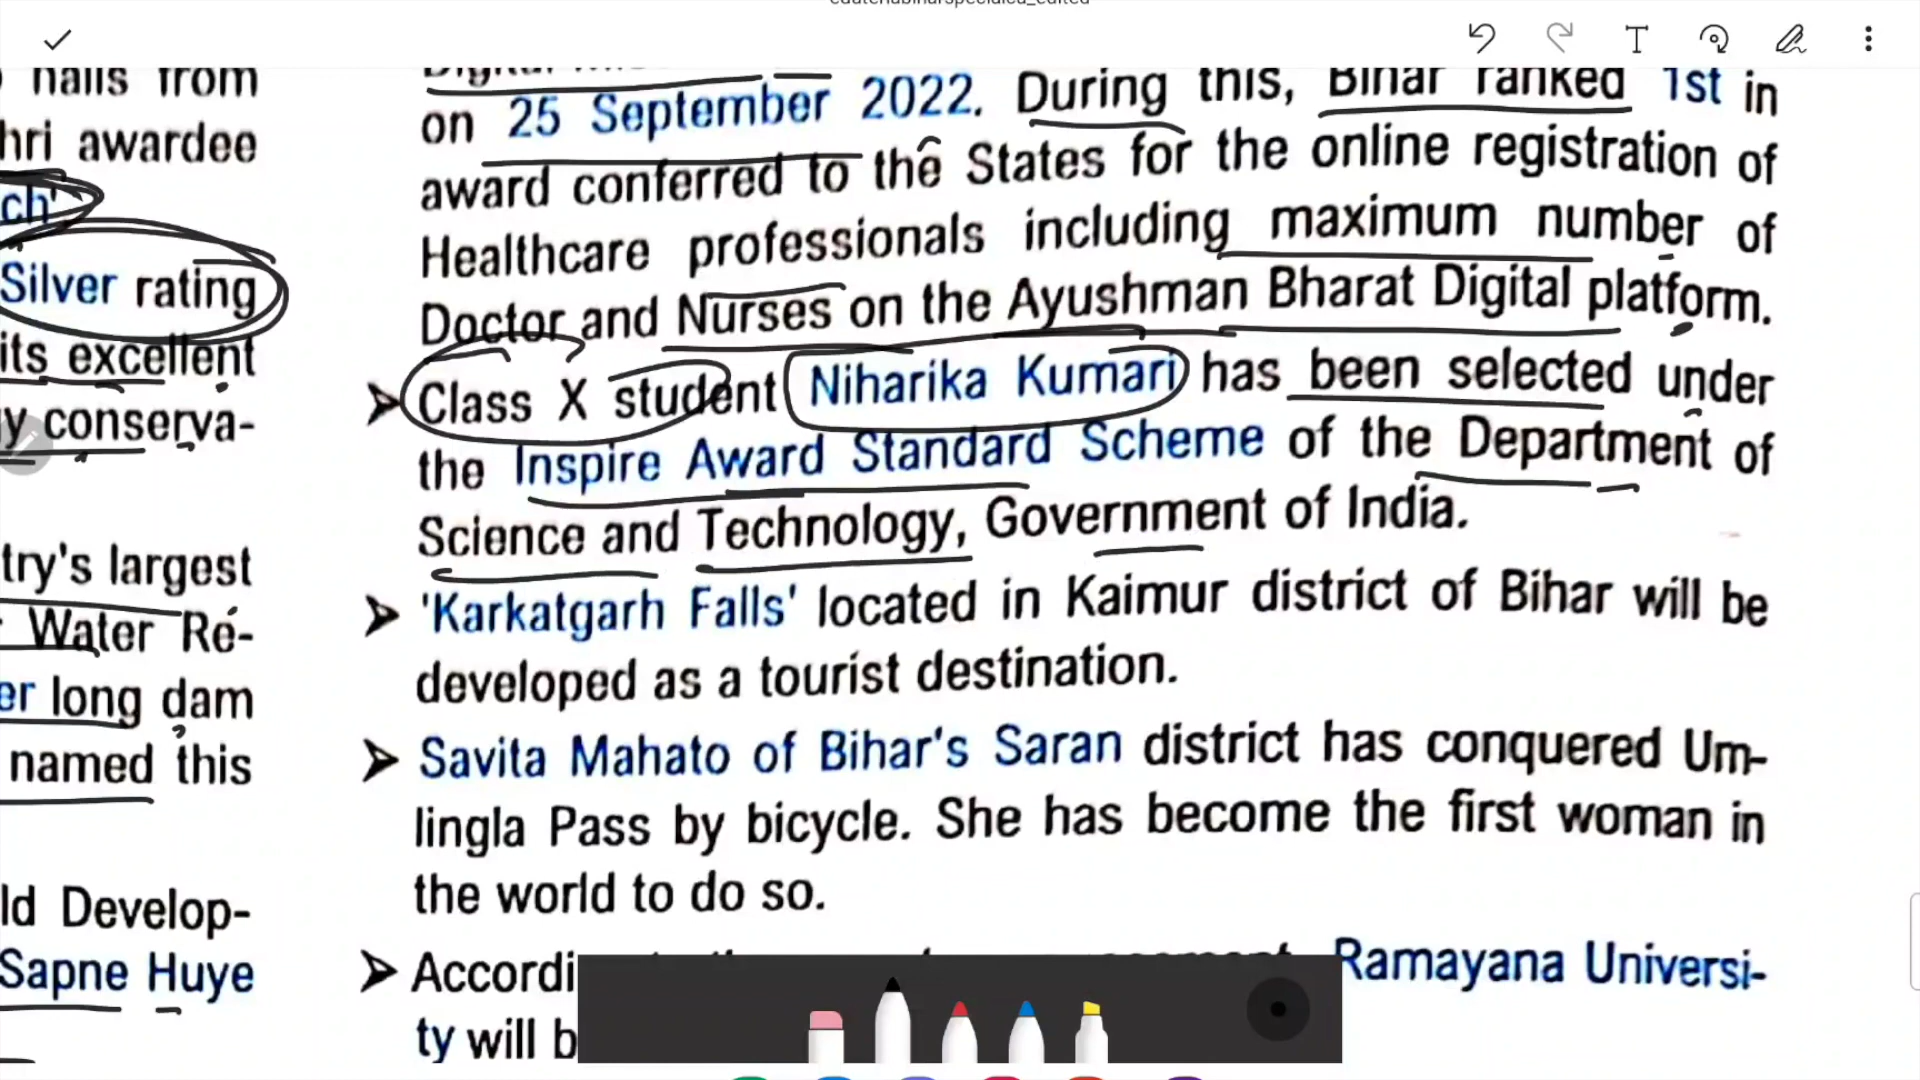 hails from
hri awardee
ch'
Silver rating
its excellent
y conserva-
try's largest
Water Re-
er long dam
named this
ld Develop-
Sapne Huye
on 25 September 2022. During this, Bihar ranked 1st in
award conferred to the States for the online registration of
Healthcare professionals including maximum number of
Doctor and Nurses on the Ayushman Bharat Digital platform.
➤ Class X student Niharika Kumari has been selected under
the Inspire Award Standard Scheme of the Department of
Science and Technology, Government of India.
➤ 'Karkatgarh Falls' located in Kaimur district of Bihar will be
developed as a tourist destination.
➤ Savita Mahato of Bihar's Saran district has conquered Um-
lingla Pass by bicycle. She has become the first woman in
the world to do so.
➤ Accordi Ramayana Universi-
ty will b